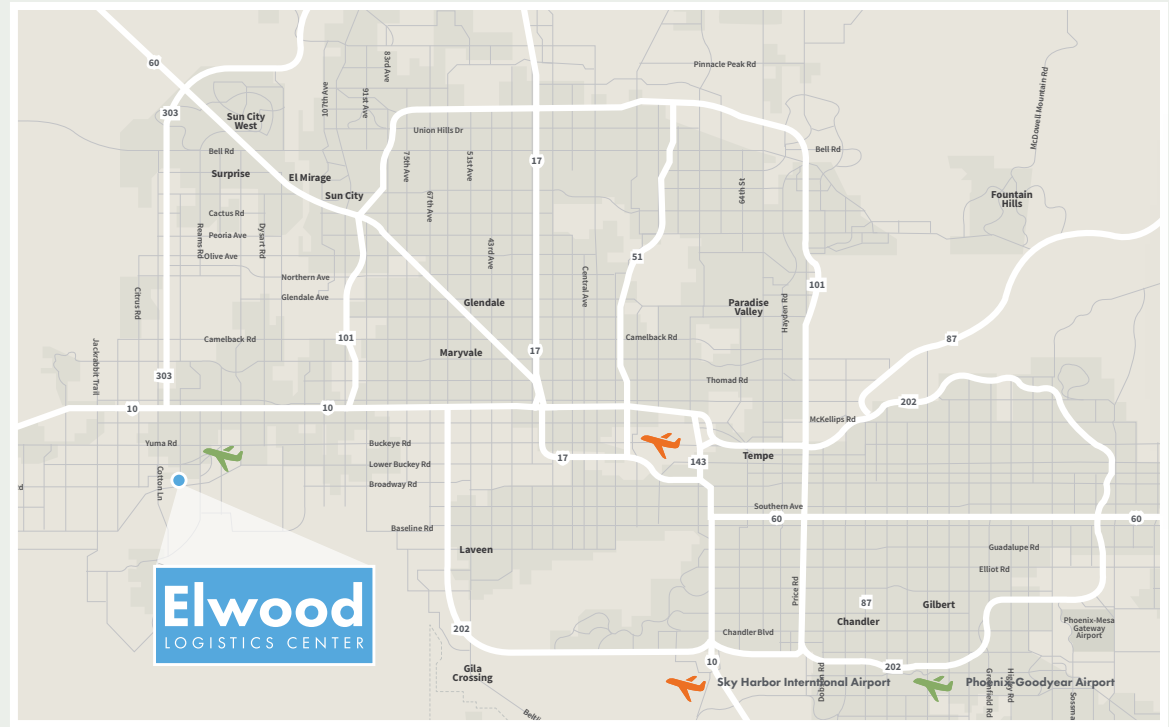 60
83rd Ave
Pinnacle Peak Rd
McDowell Mountain Rd
107th Ave
91st Ave
303
Sun City
West
Union Hills Dr
Bell Rd
Surprise
El Mirage
Sun City
75th Ave
51st Ave
67th Ave
17
Bell Rd
64th St
Fountain
Hills
Cactus Rd
Reams Rd
Peoria Ave
Dysart Rd
Olive Ave
43rd Ave
51
Northern Ave
Glendale Ave
Central Ave
101
Citrus Rd
Glendale
Paradise
Valley
Hayden Rd
Camelback Rd
101
Camelback Rd
87
Jackrabbit Trail
Maryvale
17
303
Thomad Rd
202
10
10
McKellips Rd
Yuma Rd
Buckeye Rd
Cotton Ln
Lower Buckey Rd
17
143
Tempe
Broadway Rd
Southern Ave
60
60
Baseline Rd
Laveen
Guadalupe Rd
Elliot Rd
Price Rd
87
Gilbert
Chandler
Elwood
LOGISTICS CENTER
202
Chandler Blvd
Phoenix-Mesa
Gateway
Airport
10
202
Gila
Crossing
Sky Harbor Interntional Airport
Dobson Rd
Phoenix Goodyear Airport
Greenfield Rd
Higley Rd